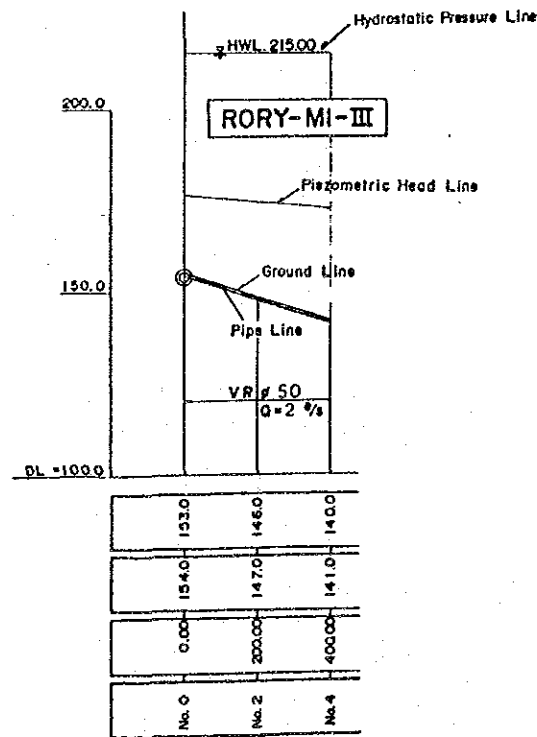 Hydrostatic Pressure Line
HWL. 215.00
200.0
RORY-MI-III
Piezometric Head Line
Ground Line
150.0
Pipe Line
VR ø 50
Q=2 ℓ/s
DL =100.0
153.0
146.0
140.0
154.0
147.0
141.0
0.00
200.00
400.00
No. 0
No. 2
No. 4